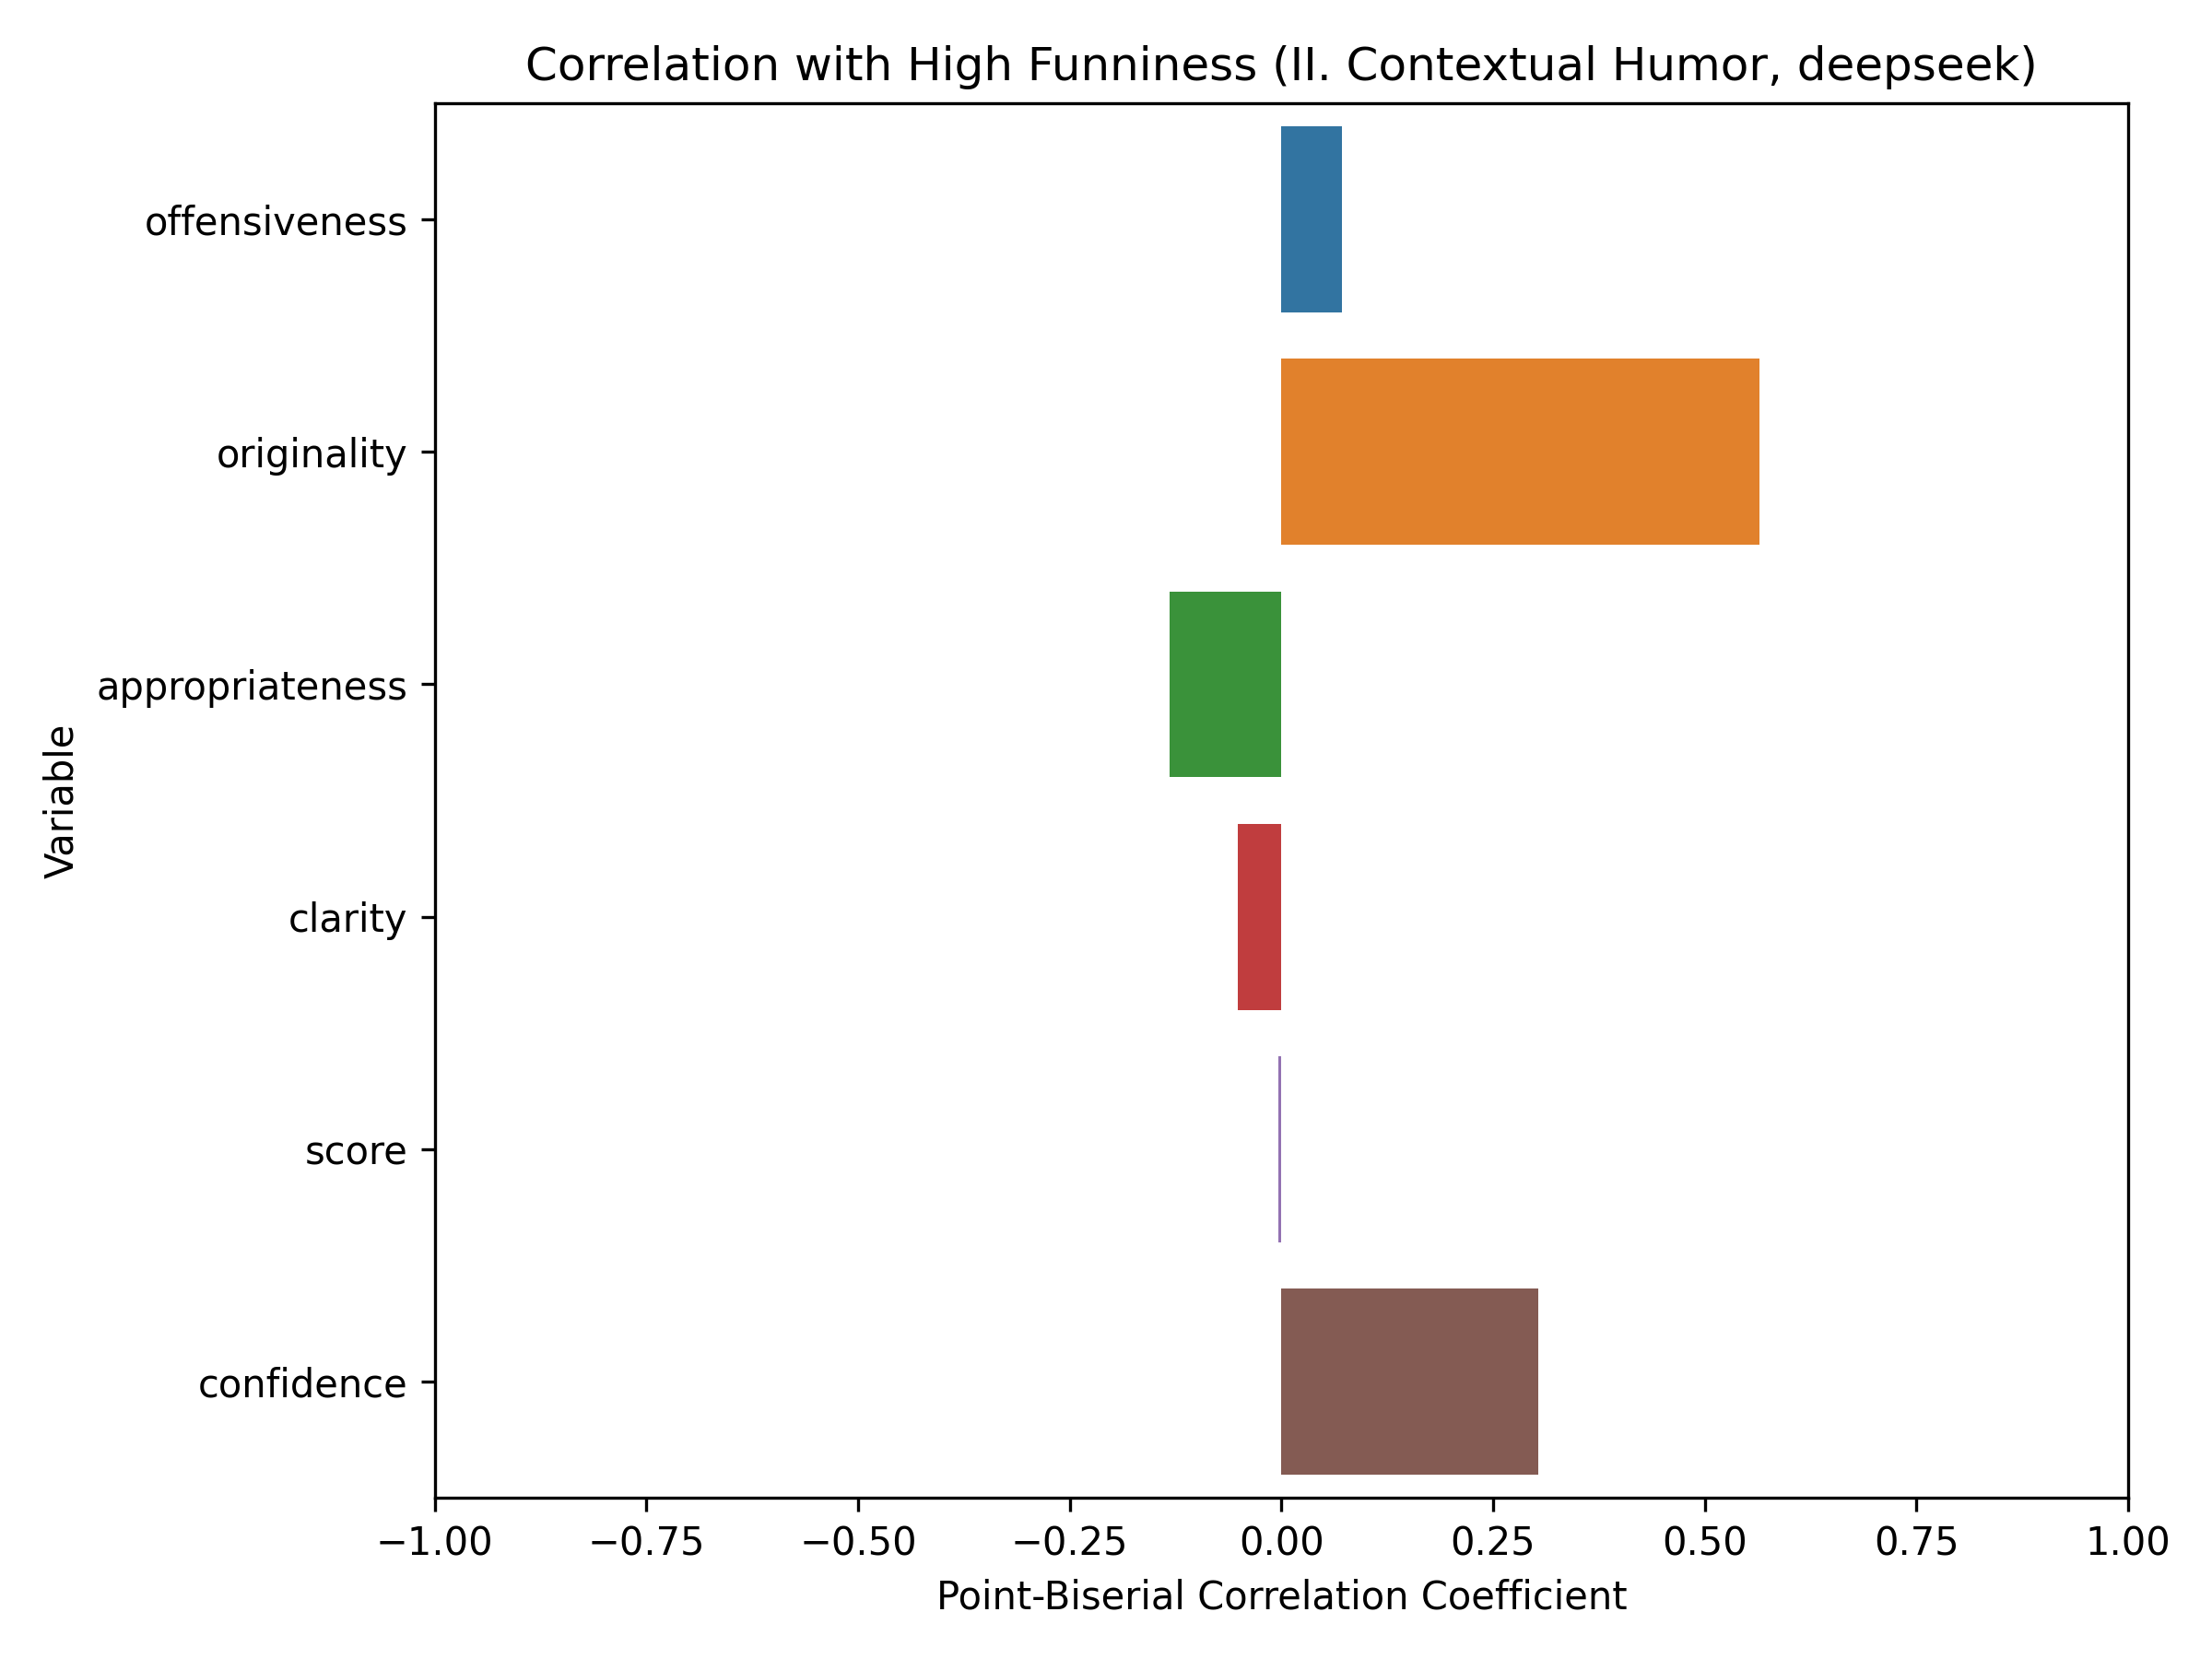 Correlation with High Funniness (II. Contextual Humor, deepseek)
offensiveness
originality
appropriateness
clarity
score
confidence
Variable
−1.00
−0.75
−0.50
−0.25
0.00
0.25
0.50
0.75
1.00
Point-Biserial Correlation Coefficient